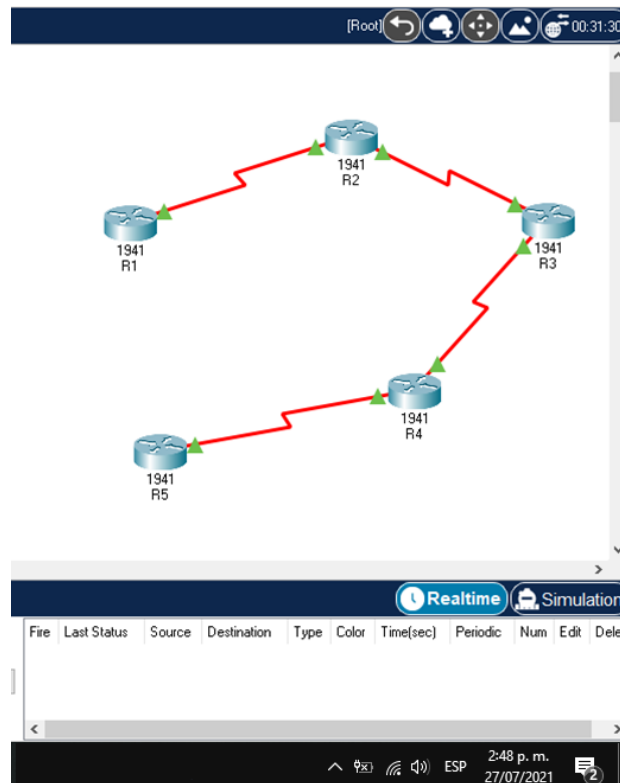 [Root] 00:31:30
1941
R2
1941
R1
1941
R3
1941
R4
1941
R5
Realtime Simulation
Fire Last Status Source Destination Type Color Time(sec) Periodic Num Edit Dele
ESP 2:48 p. m.
27/07/2021 2